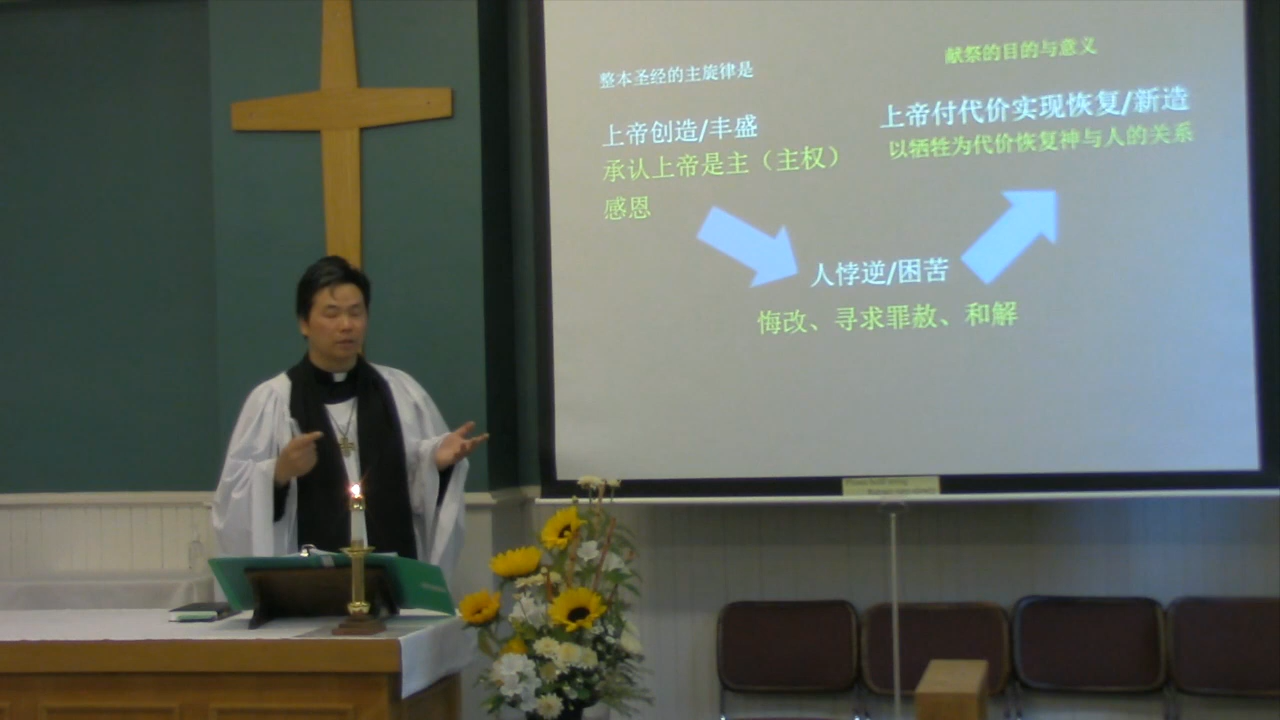 整本圣经的主旋律是
上帝创造/丰盛
承认上帝是主（主权）
感恩
人悖逆/困苦
悔改、寻求罪赦、和解
献祭的目的与意义
上帝付代价实现恢复/新造
以牺牲为代价恢复神与人的关系